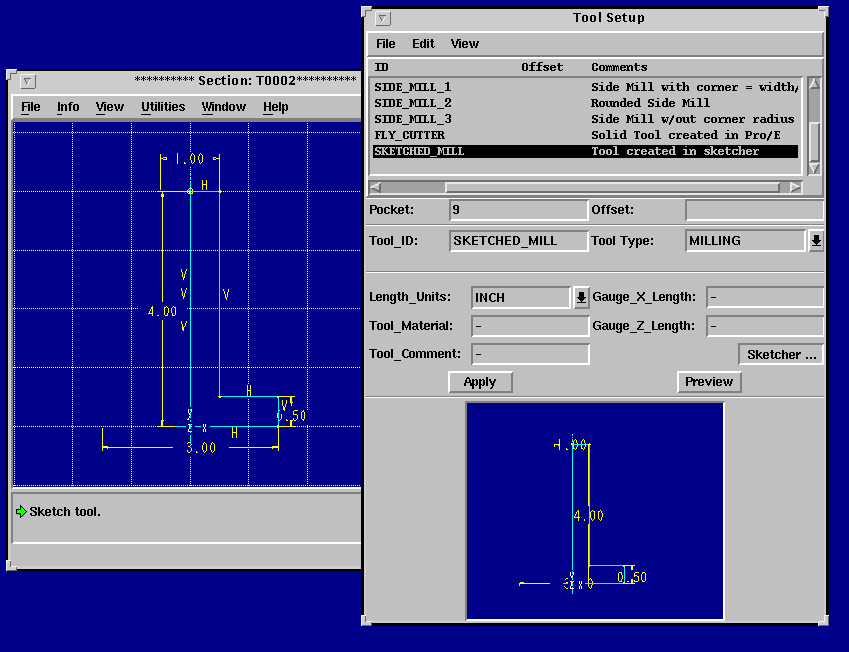 Tool Setup
File Edit View
ID Offset Comments
SIDE_MILL_1 Side Mill with corner = width/
SIDE_MILL_2 Rounded Side Mill
SIDE_MILL_3 Side Mill w/out corner radius
FLY_CUTTER Solid Tool created in Pro/E
SKETCHED_MILL Tool created in sketcher
Pocket: 9 Offset:
Tool_ID: SKETCHED_MILL Tool Type: MILLING
Length_Units: INCH Gauge_X_Length: -
Tool_Material: - Gauge_Z_Length: -
Tool_Comment: - Sketcher ...
Apply Preview
1.00
4.00
0.50
********** Section: T0002**********
File Info View Utilities Window Help
1.00
H
V
V V
4.00 V
H
V
0.50
Y
Z X H
3.00
Sketch tool.